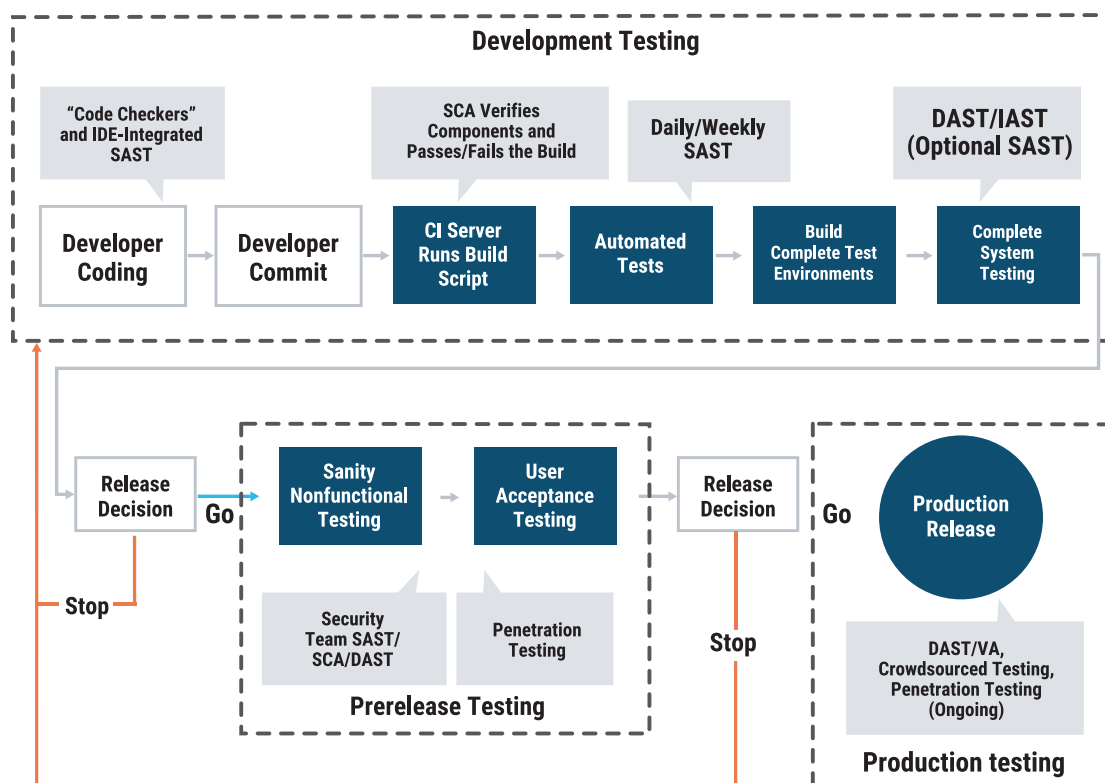 Development Testing
“Code Checkers”
and IDE-Integrated
SAST
SCA Verifies
Components and
Passes/Fails the Build
Daily/Weekly
SAST
DAST/IAST
(Optional SAST)
Developer
Coding
Developer
Commit
CI Server
Runs Build
Script
Automated
Tests
Build
Complete Test
Environments
Complete
System
Testing
Release
Decision
Go
Stop
Sanity
Nonfunctional
Testing
User
Acceptance
Testing
Security
Team SAST/
SCA/DAST
Penetration
Testing
Prerelease Testing
Release
Decision
Stop
Go
Production
Release
DAST/VA,
Crowdsourced Testing,
Penetration Testing
(Ongoing)
Production testing